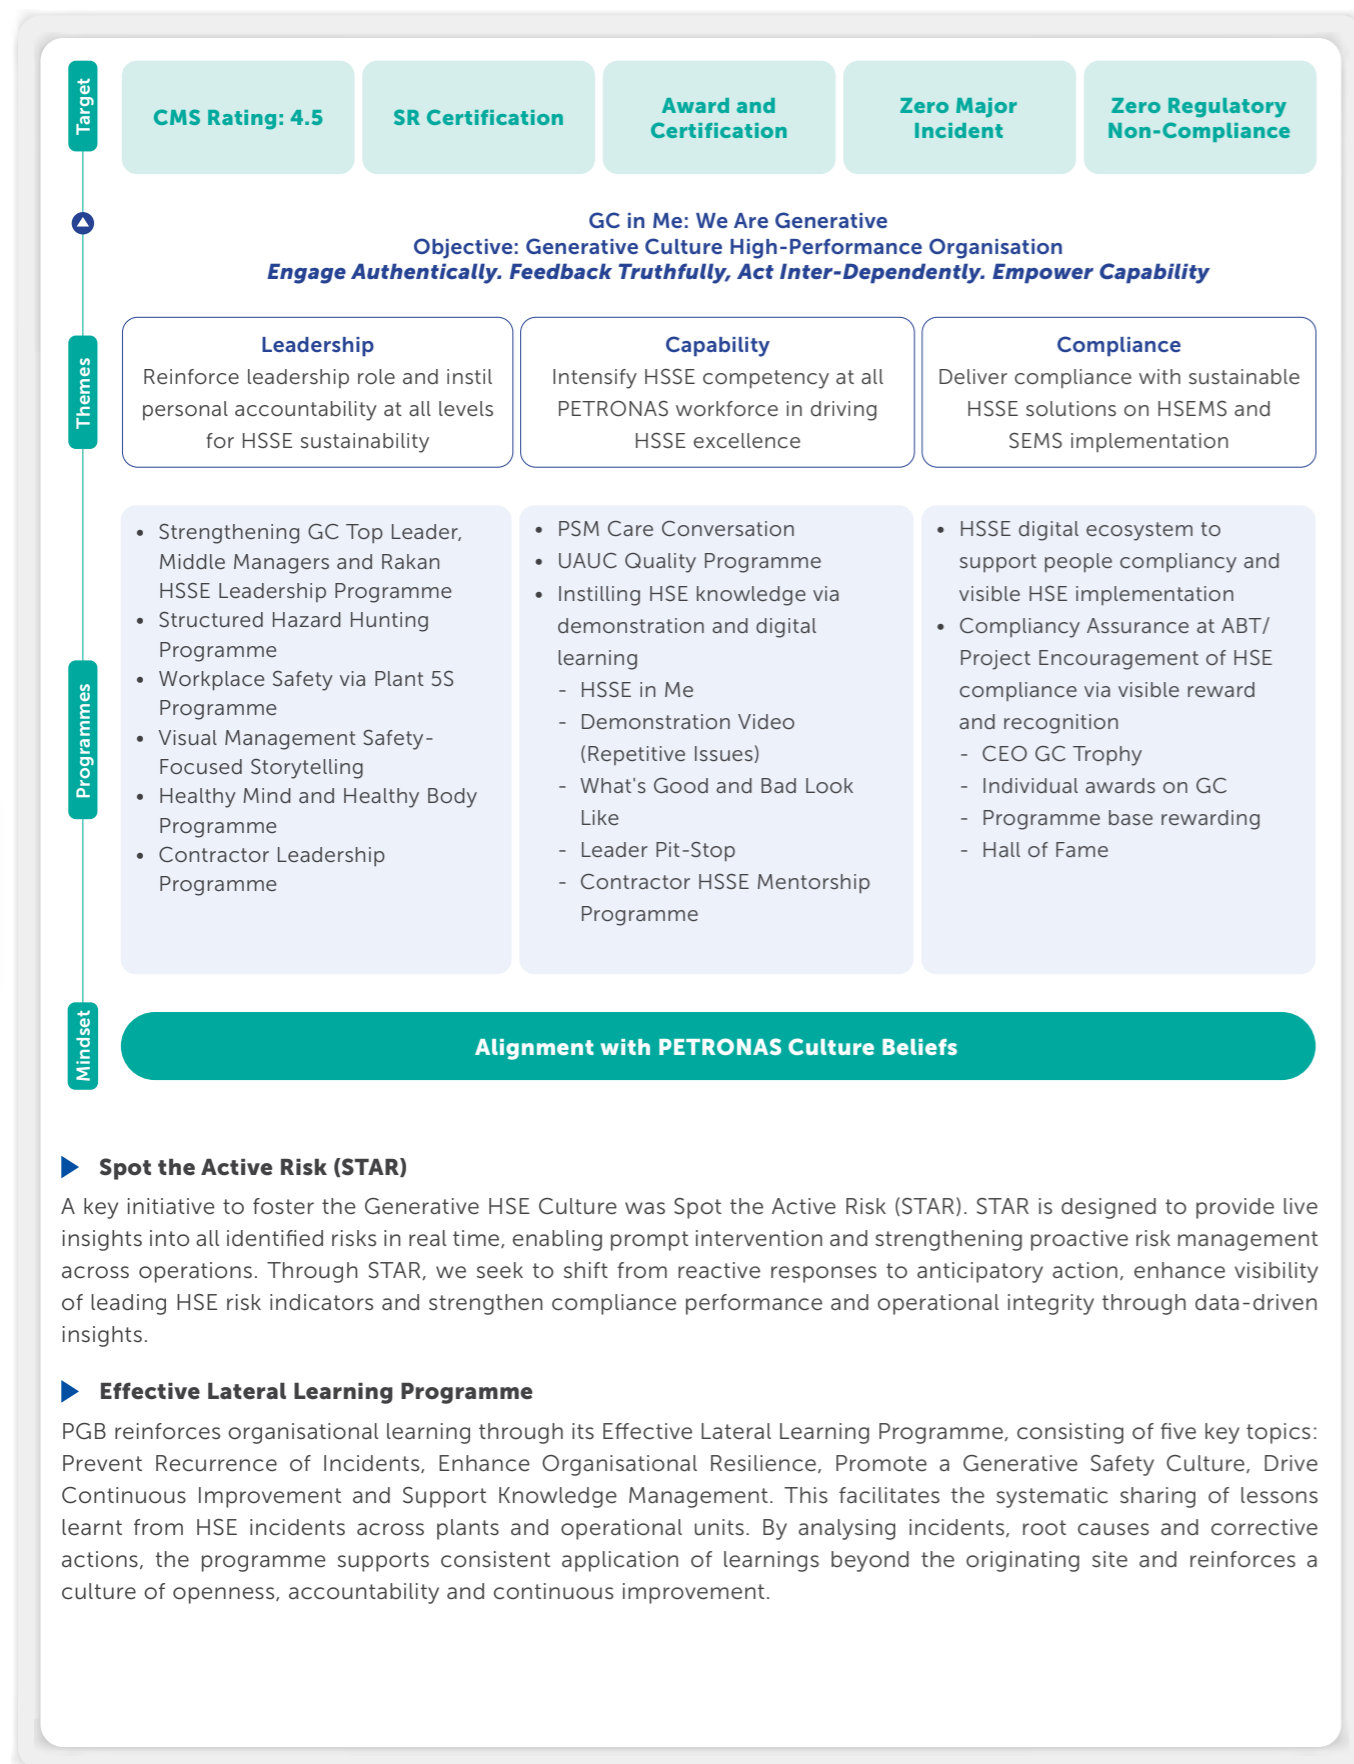 Target
CMS Rating: 4.5
SR Certification
Award and
Certification
Zero Major
Incident
Zero Regulatory
Non-Compliance
GC in Me: We Are Generative
Objective: Generative Culture High-Performance Organisation
Engage Authentically. Feedback Truthfully, Act Inter-Dependently. Empower Capability
Themes
Leadership
Reinforce leadership role and instil
personal accountability at all levels
for HSSE sustainability
Capability
Intensify HSSE competency at all
PETRONAS workforce in driving
HSSE excellence
Compliance
Deliver compliance with sustainable
HSSE solutions on HSEMS and
SEMS implementation
Programmes
• Strengthening GC Top Leader,
Middle Managers and Rakan
HSSE Leadership Programme
• Structured Hazard Hunting
Programme
• Workplace Safety via Plant 5S
Programme
• Visual Management Safety-
Focused Storytelling
• Healthy Mind and Healthy Body
Programme
• Contractor Leadership
Programme
• PSM Care Conversation
• UAUC Quality Programme
• Instilling HSE knowledge via
demonstration and digital
learning
- HSSE in Me
- Demonstration Video
(Repetitive Issues)
- What's Good and Bad Look
Like
- Leader Pit-Stop
- Contractor HSSE Mentorship
Programme
• HSSE digital ecosystem to
support people compliancy and
visible HSE implementation
• Compliancy Assurance at ABT/
Project Encouragement of HSE
compliance via visible reward
and recognition
- CEO GC Trophy
- Individual awards on GC
- Programme base rewarding
- Hall of Fame
Mindset
Alignment with PETRONAS Culture Beliefs
Spot the Active Risk (STAR)
A key initiative to foster the Generative HSE Culture was Spot the Active Risk (STAR). STAR is designed to provide live
insights into all identified risks in real time, enabling prompt intervention and strengthening proactive risk management
across operations. Through STAR, we seek to shift from reactive responses to anticipatory action, enhance visibility
of leading HSE risk indicators and strengthen compliance performance and operational integrity through data-driven
insights.
Effective Lateral Learning Programme
PGB reinforces organisational learning through its Effective Lateral Learning Programme, consisting of five key topics:
Prevent Recurrence of Incidents, Enhance Organisational Resilience, Promote a Generative Safety Culture, Drive
Continuous Improvement and Support Knowledge Management. This facilitates the systematic sharing of lessons
learnt from HSE incidents across plants and operational units. By analysing incidents, root causes and corrective
actions, the programme supports consistent application of learnings beyond the originating site and reinforces a
culture of openness, accountability and continuous improvement.